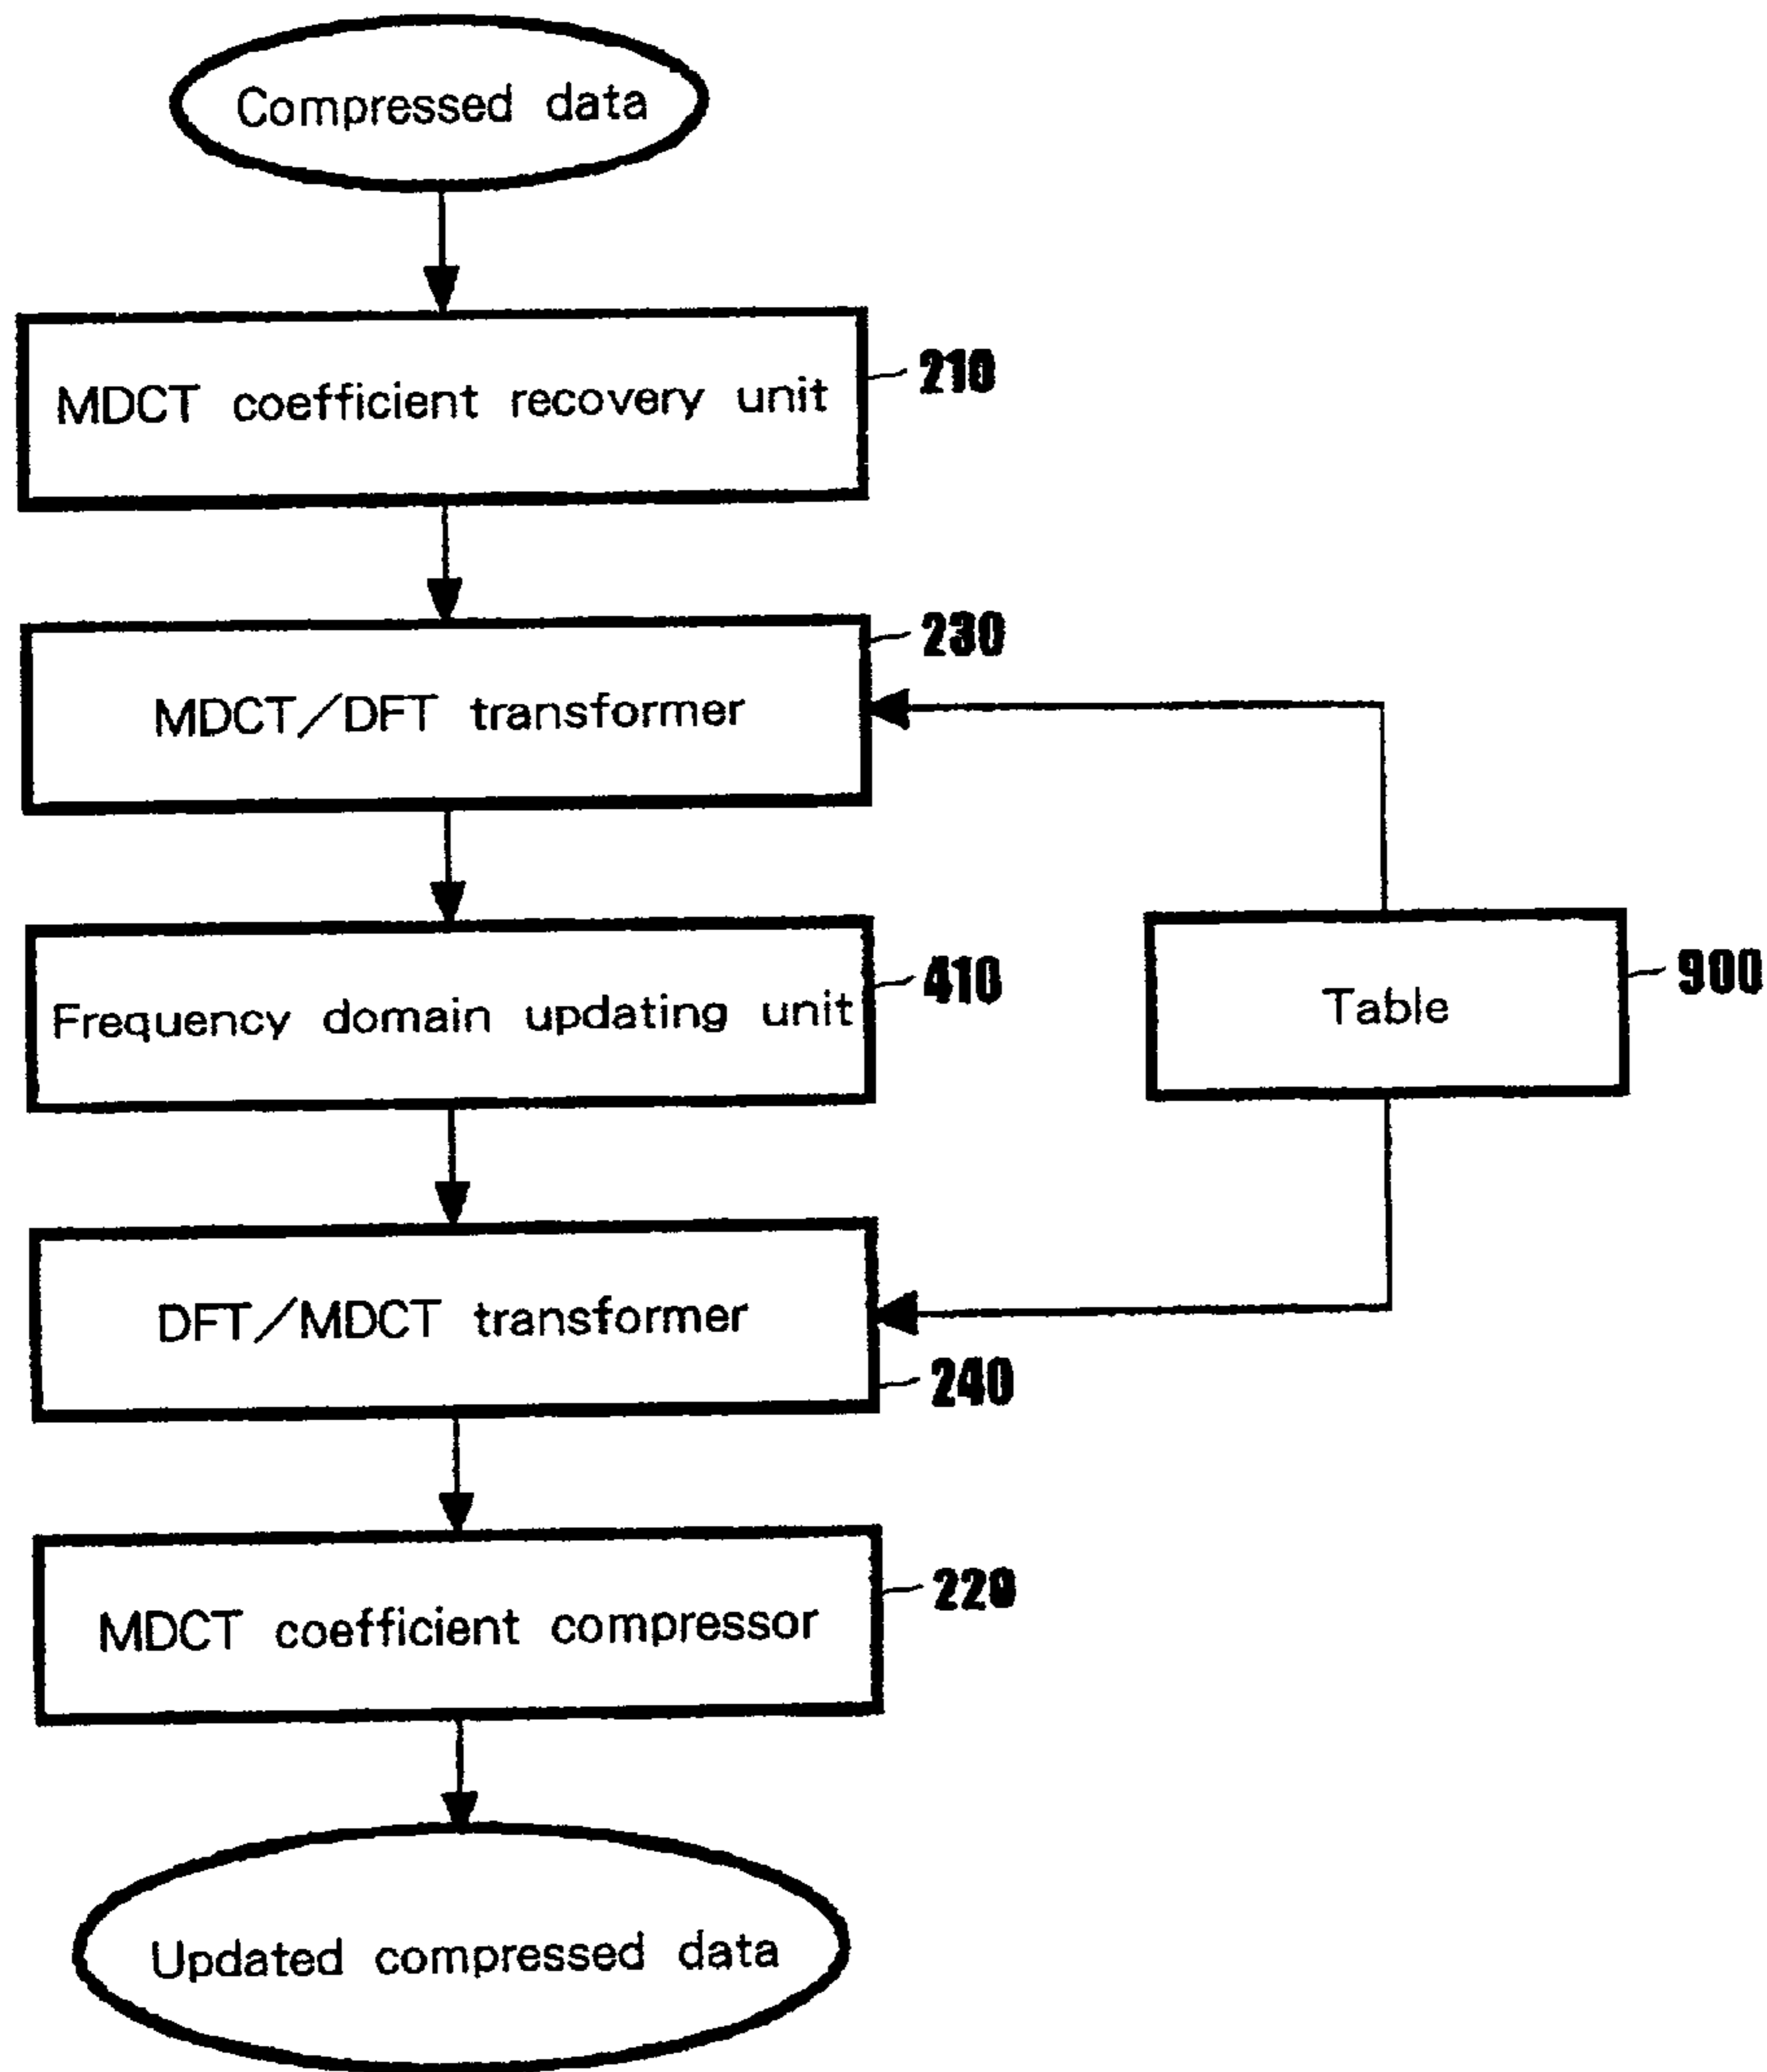 Compressed data
MDCT coefficient recovery unit
210
MDCT/DFT transformer
230
Frequency domain updating unit
410
Table
900
DFT/MDCT transformer
240
MDCT coefficient compressor
220
Updated compressed data